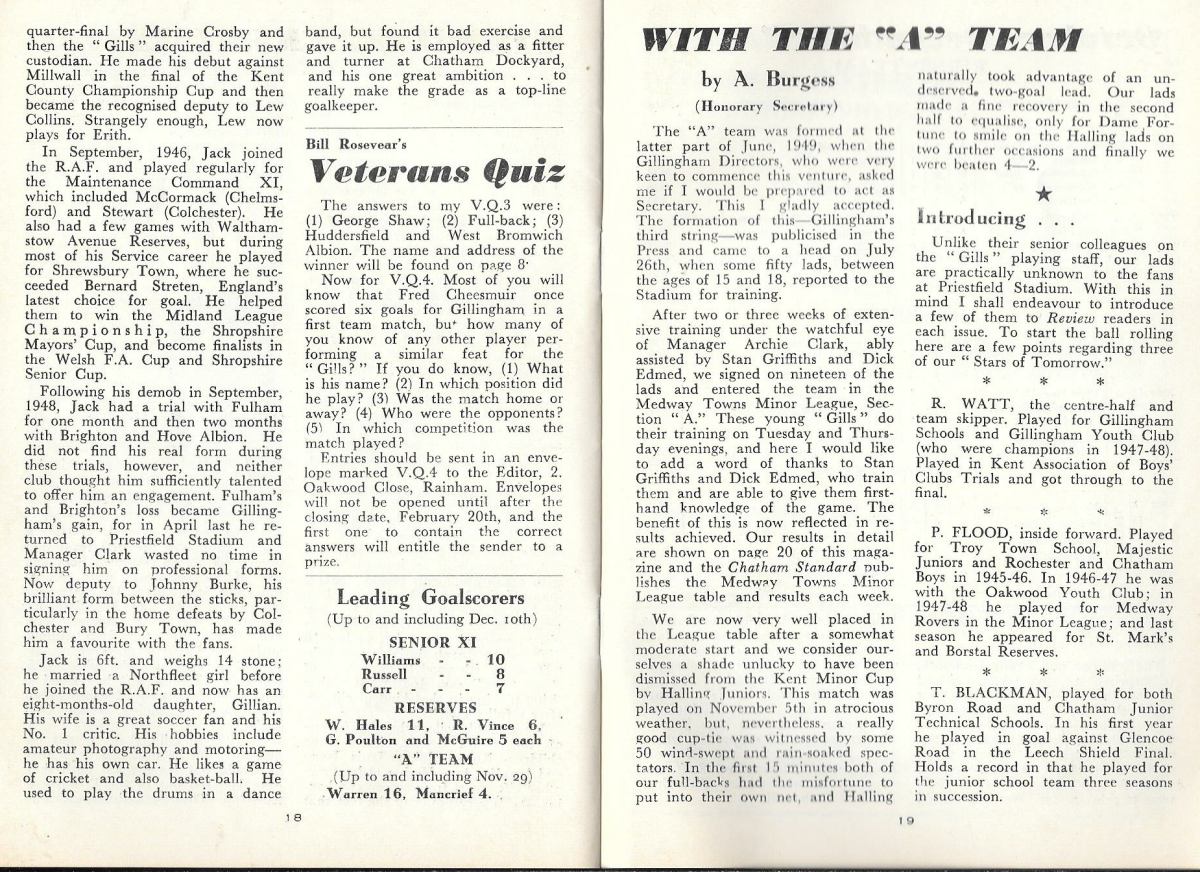 quarter-final by Marine Crosby and
then the "Gills" acquired their new
custodian. He made his debut against
Millwall in the final of the Kent
County Championship Cup and then
became the recognised deputy to Lew
Collins. Strangely enough, Lew now
plays for Erith.
In September, 1946, Jack joined
the R.A.F. and played regularly for
the Maintenance Command XI,
which included McCormack (Chelms-
ford) and Stewart (Colchester). He
also had a few games with Waltham-
stow Avenue Reserves, but during
most of his Service career he played
for Shrewsbury Town, where he suc-
ceeded Bernard Streten, England's
latest choice for goal. He helped
them to win the Midland League
Championship, the Shropshire
Mayors' Cup, and become finalists in
the Welsh F.A. Cup and Shropshire
Senior Cup.
Following his demob in September,
1948, Jack had a trial with Fulham
for one month and then two months
with Brighton and Hove Albion. He
did not find his real form during
these trials, however, and neither
club thought him sufficiently talented
to offer him an engagement. Fulham's
and Brighton's loss became Gilling-
ham's gain, for in April last he re-
turned to Priestfield Stadium and
Manager Clark wasted no time in
signing him on professional forms.
Now deputy to Johnny Burke, his
brilliant form between the sticks, par-
ticularly in the home defeats by Col-
chester and Bury Town, has made
him a favourite with the fans.
Jack is 6ft. and weighs 14 stone;
he married a Northfleet girl before
he joined the R.A.F. and now has an
eight-months-old daughter, Gillian.
His wife is a great soccer fan and his
No. 1 critic. His hobbies include
amateur photography and motoring—
he has his own car. He likes a game
of cricket and also basket-ball. He
used to play the drums in a dance
band, but found it bad exercise and
gave it up. He is employed as a fitter
and turner at Chatham Dockyard,
and his one great ambition . . . to
really make the grade as a top-line
goalkeeper.
Bill Rosevear's
Veterans Quiz
The answers to my V.Q.3 were:
(1) George Shaw; (2) Full-back; (3)
Huddersfield and West Bromwich
Albion. The name and address of the
winner will be found on page 8.
Now for V.Q.4. Most of you will
know that Fred Cheesmuir once
scored six goals for Gillingham in a
first team match, but how many of
you know of any other player per-
forming a similar feat for the
"Gills?" If you do know, (1) What
is his name? (2) In which position did
he play? (3) Was the match home or
away? (4) Who were the opponents?
(5) In which competition was the
match played?
Entries should be sent in an enve-
lope marked V.Q.4 to the Editor, 2.
Oakwood Close, Rainham. Envelopes
will not be opened until after the
closing date, February 20th, and the
first one to contain the correct
answers will entitle the sender to a
prize.
Leading Goalscorers
(Up to and including Dec. 10th)
SENIOR XI
Williams - - 10
Russell - - 8
Carr - - - 7
RESERVES
W. Hales 11, R. Vince 6,
G. Poulton and McGuire 5 each
"A" TEAM
(Up to and including Nov. 29)
Warren 16, Mancrief 4.
18
WITH THE "A" TEAM
by A. Burgess
(Honorary Secretary)
The "A" team was formed at the
latter part of June, 1949, when the
Gillingham Directors, who were very
keen to commence this venture, asked
me if I would be prepared to act as
Secretary. This I gladly accepted.
The formation of this—Gillingham's
third string—was publicised in the
Press and came to a head on July
26th, when some fifty lads, between
the ages of 15 and 18, reported to the
Stadium for training.
After two or three weeks of exten-
sive training under the watchful eye
of Manager Archie Clark, ably
assisted by Stan Griffiths and Dick
Edmed, we signed on nineteen of the
lads and entered the team in the
Medway Towns Minor League, Sec-
tion "A." These young "Gills" do
their training on Tuesday and Thurs-
day evenings, and here I would like
to add a word of thanks to Stan
Griffiths and Dick Edmed, who train
them and are able to give them first-
hand knowledge of the game. The
benefit of this is now reflected in re-
sults achieved. Our results in detail
are shown on page 20 of this maga-
zine and the Chatham Standard pub-
lishes the Medway Towns Minor
League table and results each week.
We are now very well placed in
the League table after a somewhat
moderate start and we consider our-
selves a shade unlucky to have been
dismissed from the Kent Minor Cup
by Halling Juniors. This match was
played on November 5th in atrocious
weather, but, nevertheless, a really
good cup-tie was witnessed by some
50 wind-swept and rain-soaked spec-
tators. In the first 15 minutes both of
our full-backs had the misfortune to
put into their own net, and Halling
naturally took advantage of an un-
deserved two-goal lead. Our lads
made a fine recovery in the second
half to equalise, only for Dame For-
tune to smile on the Halling lads on
two further occasions and finally we
were beaten 4—2.
★
Introducing . . .
Unlike their senior colleagues on
the "Gills" playing staff, our lads
are practically unknown to the fans
at Priestfield Stadium. With this in
mind I shall endeavour to introduce
a few of them to Review readers in
each issue. To start the ball rolling
here are a few points regarding three
of our "Stars of Tomorrow."
* * *
R. WATT, the centre-half and
team skipper. Played for Gillingham
Schools and Gillingham Youth Club
(who were champions in 1947-48).
Played in Kent Association of Boys'
Clubs Trials and got through to the
final.
* * *
P. FLOOD, inside forward. Played
for Troy Town School, Majestic
Juniors and Rochester and Chatham
Boys in 1945-46. In 1946-47 he was
with the Oakwood Youth Club; in
1947-48 he played for Medway
Rovers in the Minor League; and last
season he appeared for St. Mark's
and Borstal Reserves.
* * *
T. BLACKMAN, played for both
Byron Road and Chatham Junior
Technical Schools. In his first year
he played in goal against Glencoe
Road in the Leech Shield Final.
Holds a record in that he played for
the junior school team three seasons
in succession.
19